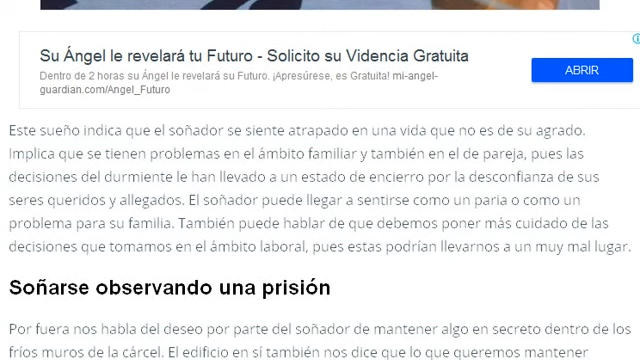 Su Ángel le revelará tu Futuro - Solicito su Videncia Gratuita
Dentro de 2 horas su Ángel le revelará su Futuro. ¡Apresúrese, es Gratuita! mi-angel-
guardian.com/Angel_Futuro
ABRIR
Este sueño indica que el soñador se siente atrapado en una vida que no es de su agrado.
Implica que se tienen problemas en el ámbito familiar y también en el de pareja, pues las
decisiones del durmiente le han llevado a un estado de encierro por la desconfianza de sus
seres queridos y allegados. El soñador puede llegar a sentirse como un paria o como un
problema para su familia. También puede hablar de que debemos poner más cuidado de las
decisiones que tomamos en el ámbito laboral, pues estas podrían llevarnos a un muy mal lugar.
Soñarse observando una prisión
Por fuera nos habla del deseo por parte del soñador de mantener algo en secreto dentro de los
fríos muros de la cárcel. El edificio en sí también nos dice que lo que queremos mantener